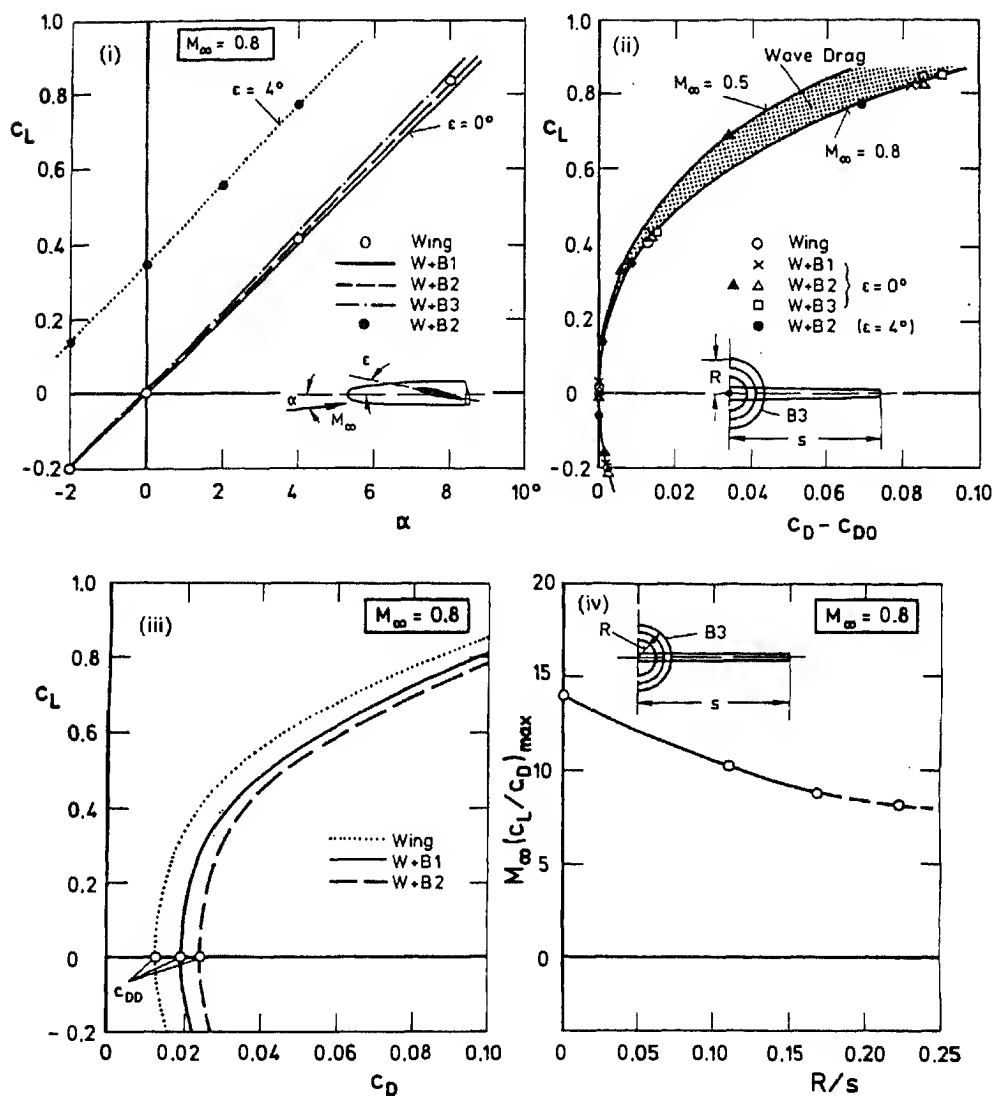 (i)
M∞ = 0.8
ε = 4°
ε = 0°
Wing
W+B1
W+B2
W+B3
W+B2
ε
α
M∞
1.0
0.8
C_L
0.6
0.4
0.2
0
-0.2
-2 0 2 4 6 8 10°
α
(ii)
Wave Drag
M∞ = 0.5
M∞ = 0.8
Wing
W+B1
W+B2
W+B3
ε = 0°
W+B2 (ε = 4°)
R
B3
s
1.0
0.8
C_L
0.6
0.4
0.2
0
-0.2
0 0.02 0.04 0.06 0.08 0.10
C_D - C_D0
(iii)
M∞ = 0.8
Wing
W+B1
W+B2
c_DD
1.0
0.8
C_L
0.6
0.4
0.2
0
-0.2
0 0.02 0.04 0.06 0.08 0.10
C_D
(iv)
M∞ = 0.8
R
B3
s
20
15
10
5
0
M∞(C_L/C_D)max
0 0.05 0.10 0.15 0.20 0.25
R/s